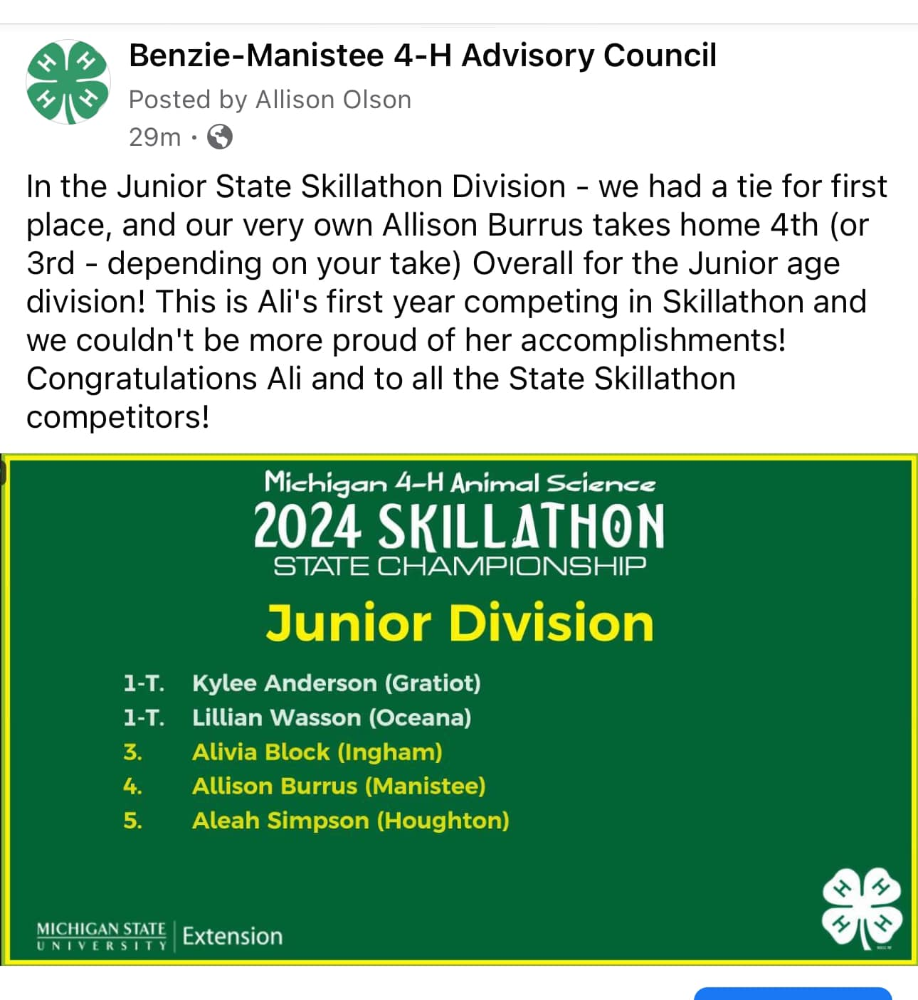 Benzie-Manistee 4-H Advisory Council
Posted by Allison Olson
29m ·
In the Junior State Skillathon Division - we had a tie for first
place, and our very own Allison Burrus takes home 4th (or
3rd - depending on your take) Overall for the Junior age
division! This is Ali's first year competing in Skillathon and
we couldn't be more proud of her accomplishments!
Congratulations Ali and to all the State Skillathon
competitors!
Michigan 4-H Animal Science
2024 SKILLATHON
STATE CHAMPIONSHIP
Junior Division
1-T. Kylee Anderson (Gratiot)
1-T. Lillian Wasson (Oceana)
3. Alivia Block (Ingham)
4. Allison Burrus (Manistee)
5. Aleah Simpson (Houghton)
H H
H H
MICHIGAN STATE
UNIVERSITY
Extension